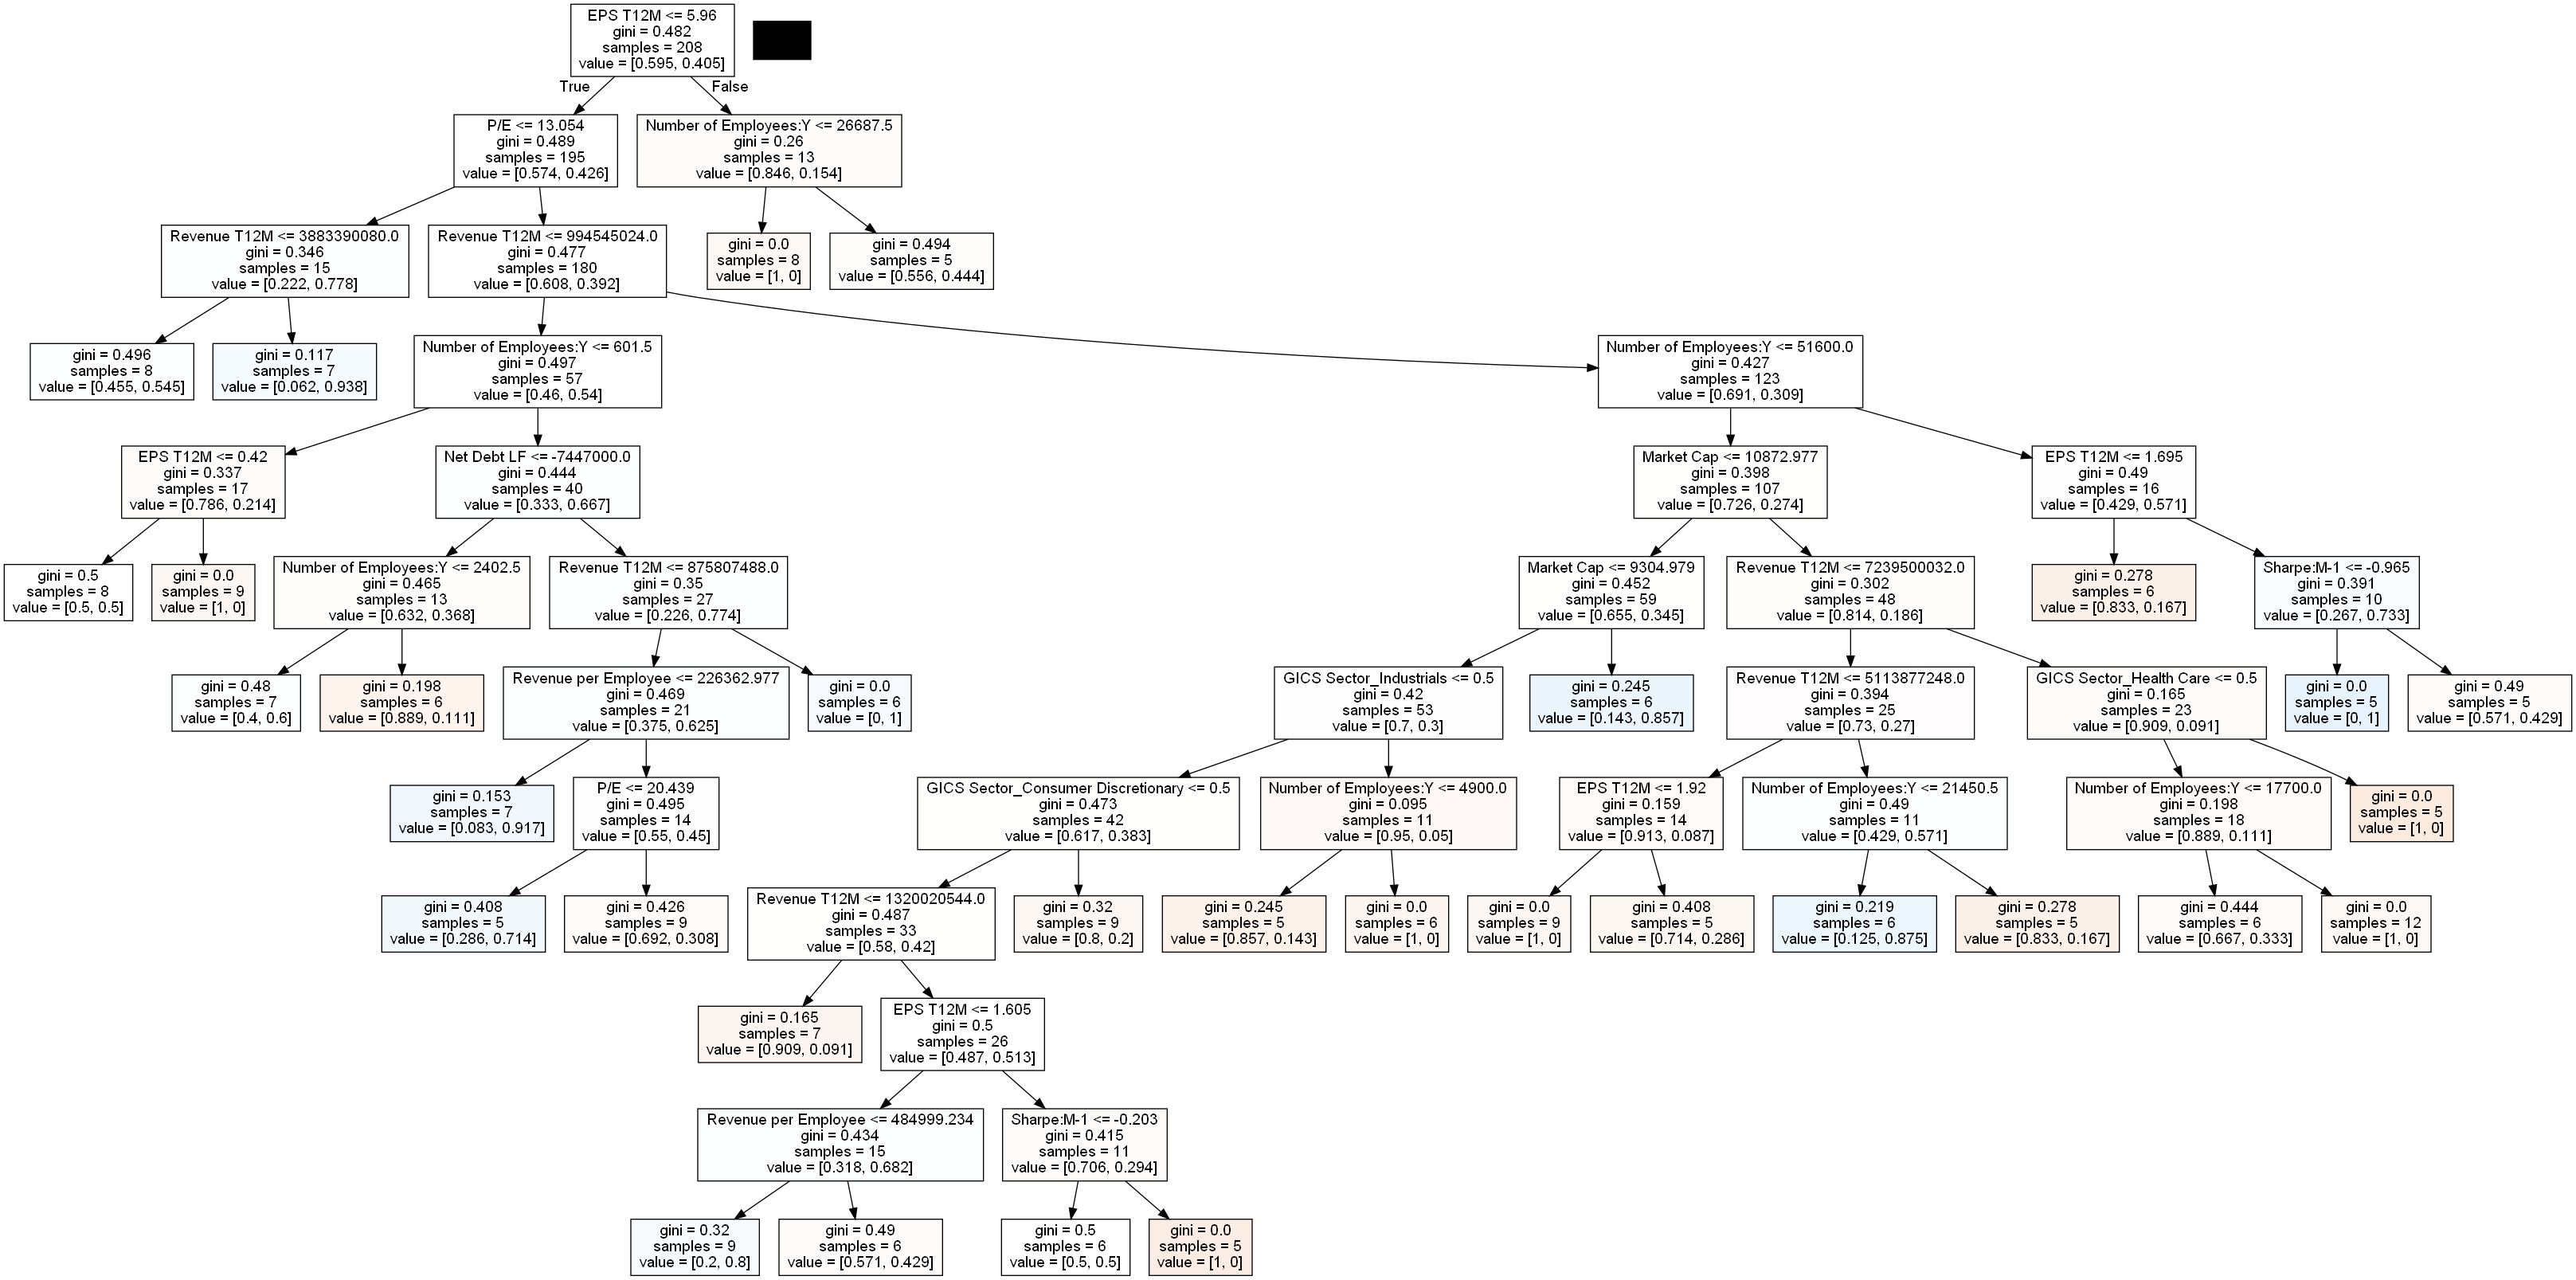 EPS T12M <= 5.96
gini = 0.482
samples = 208
value = [0.595, 0.405]
True
False
P/E <= 13.054
gini = 0.489
samples = 195
value = [0.574, 0.426]
Number of Employees:Y <= 26687.5
gini = 0.26
samples = 13
value = [0.846, 0.154]
Revenue T12M <= 3883390080.0
gini = 0.346
samples = 15
value = [0.222, 0.778]
Revenue T12M <= 994545024.0
gini = 0.477
samples = 180
value = [0.608, 0.392]
gini = 0.0
samples = 8
value = [1, 0]
gini = 0.494
samples = 5
value = [0.556, 0.444]
gini = 0.496
samples = 8
value = [0.455, 0.545]
gini = 0.117
samples = 7
value = [0.062, 0.938]
Number of Employees:Y <= 601.5
gini = 0.497
samples = 57
value = [0.46, 0.54]
Number of Employees:Y <= 51600.0
gini = 0.427
samples = 123
value = [0.691, 0.309]
EPS T12M <= 0.42
gini = 0.337
samples = 17
value = [0.786, 0.214]
Net Debt LF <= -7447000.0
gini = 0.444
samples = 40
value = [0.333, 0.667]
Market Cap <= 10872.977
gini = 0.398
samples = 107
value = [0.726, 0.274]
EPS T12M <= 1.695
gini = 0.49
samples = 16
value = [0.429, 0.571]
gini = 0.5
samples = 8
value = [0.5, 0.5]
gini = 0.0
samples = 9
value = [1, 0]
Number of Employees:Y <= 2402.5
gini = 0.465
samples = 13
value = [0.632, 0.368]
Revenue T12M <= 875807488.0
gini = 0.35
samples = 27
value = [0.226, 0.774]
Market Cap <= 9304.979
gini = 0.452
samples = 59
value = [0.655, 0.345]
Revenue T12M <= 7239500032.0
gini = 0.302
samples = 48
value = [0.814, 0.186]
gini = 0.278
samples = 6
value = [0.833, 0.167]
Sharpe:M-1 <= -0.965
gini = 0.391
samples = 10
value = [0.267, 0.733]
gini = 0.48
samples = 7
value = [0.4, 0.6]
gini = 0.198
samples = 6
value = [0.889, 0.111]
Revenue per Employee <= 226362.977
gini = 0.469
samples = 21
value = [0.375, 0.625]
gini = 0.0
samples = 6
value = [0, 1]
GICS Sector_Industrials <= 0.5
gini = 0.42
samples = 53
value = [0.7, 0.3]
gini = 0.245
samples = 6
value = [0.143, 0.857]
Revenue T12M <= 5113877248.0
gini = 0.394
samples = 25
value = [0.73, 0.27]
GICS Sector_Health Care <= 0.5
gini = 0.165
samples = 23
value = [0.909, 0.091]
gini = 0.0
samples = 5
value = [0, 1]
gini = 0.49
samples = 5
value = [0.571, 0.429]
gini = 0.153
samples = 7
value = [0.083, 0.917]
P/E <= 20.439
gini = 0.495
samples = 14
value = [0.55, 0.45]
GICS Sector_Consumer Discretionary <= 0.5
gini = 0.473
samples = 42
value = [0.617, 0.383]
Number of Employees:Y <= 4900.0
gini = 0.095
samples = 11
value = [0.95, 0.05]
EPS T12M <= 1.92
gini = 0.159
samples = 14
value = [0.913, 0.087]
Number of Employees:Y <= 21450.5
gini = 0.49
samples = 11
value = [0.429, 0.571]
Number of Employees:Y <= 17700.0
gini = 0.198
samples = 18
value = [0.889, 0.111]
gini = 0.0
samples = 5
value = [1, 0]
gini = 0.408
samples = 5
value = [0.286, 0.714]
gini = 0.426
samples = 9
value = [0.692, 0.308]
Revenue T12M <= 1320020544.0
gini = 0.487
samples = 33
value = [0.58, 0.42]
gini = 0.32
samples = 9
value = [0.8, 0.2]
gini = 0.245
samples = 5
value = [0.857, 0.143]
gini = 0.0
samples = 6
value = [1, 0]
gini = 0.0
samples = 9
value = [1, 0]
gini = 0.408
samples = 5
value = [0.714, 0.286]
gini = 0.219
samples = 6
value = [0.125, 0.875]
gini = 0.278
samples = 5
value = [0.833, 0.167]
gini = 0.444
samples = 6
value = [0.667, 0.333]
gini = 0.0
samples = 12
value = [1, 0]
gini = 0.165
samples = 7
value = [0.909, 0.091]
EPS T12M <= 1.605
gini = 0.5
samples = 26
value = [0.487, 0.513]
Revenue per Employee <= 484999.234
gini = 0.434
samples = 15
value = [0.318, 0.682]
Sharpe:M-1 <= -0.203
gini = 0.415
samples = 11
value = [0.706, 0.294]
gini = 0.32
samples = 9
value = [0.2, 0.8]
gini = 0.49
samples = 6
value = [0.571, 0.429]
gini = 0.5
samples = 6
value = [0.5, 0.5]
gini = 0.0
samples = 5
value = [1, 0]